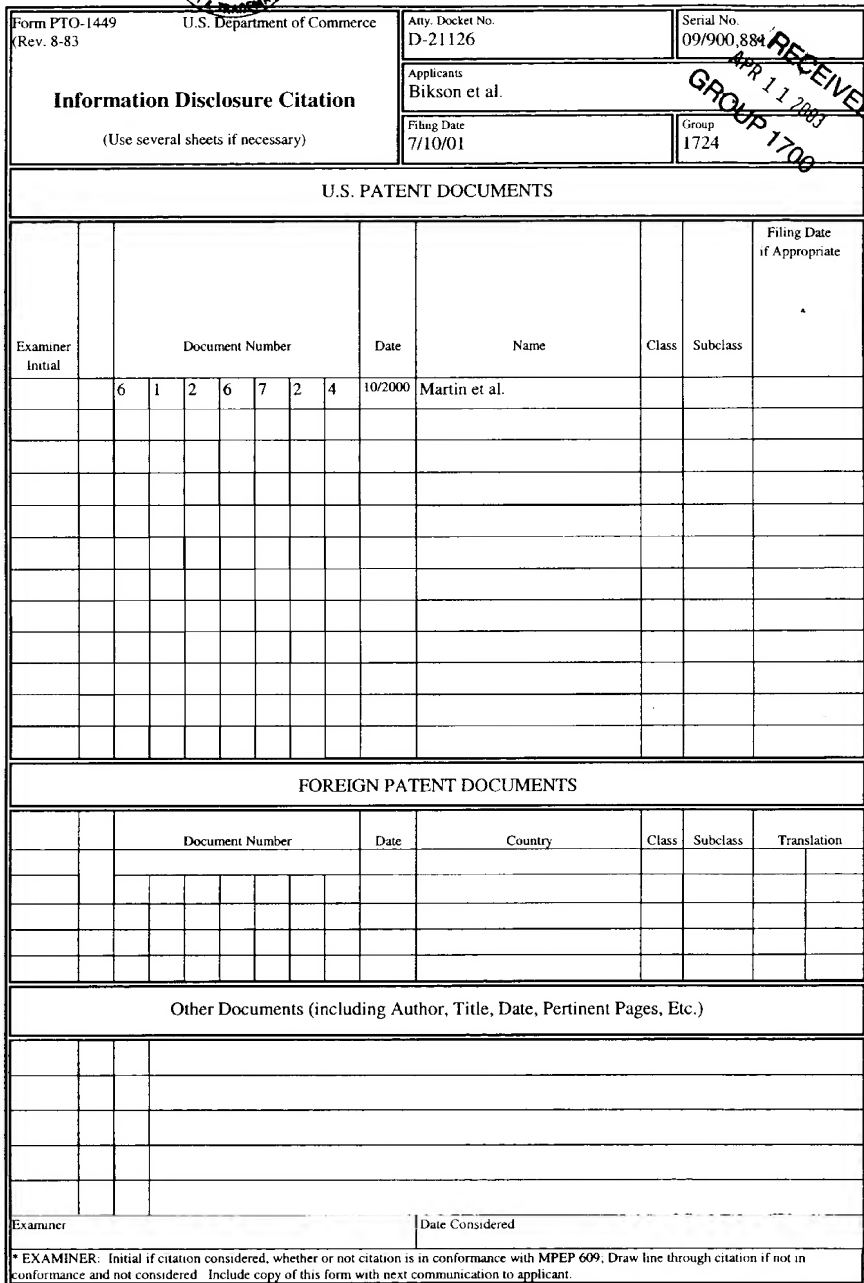 TRADEMA
Form PTO-1449 U.S. Department of Commerce
(Rev. 8-83
Information Disclosure Citation
(Use several sheets if necessary)
Atty. Docket No.
D-21126
Serial No.
09/900,884
Applicants
Bikson et al.
Filing Date
7/10/01
Group
1724
RECEIVE
APR 11 2003
GROUP 1700
U.S. PATENT DOCUMENTS
Examiner Initial Document Number Date Name Class Subclass Filing Date if Appropriate
6 1 2 6 7 2 4 10/2000 Martin et al.
FOREIGN PATENT DOCUMENTS
Document Number Date Country Class Subclass Translation
Other Documents (including Author, Title, Date, Pertinent Pages, Etc.)
Examiner Date Considered
* EXAMINER: Initial if citation considered, whether or not citation is in conformance with MPEP 609; Draw line through citation if not in
conformance and not considered Include copy of this form with next communication to applicant.